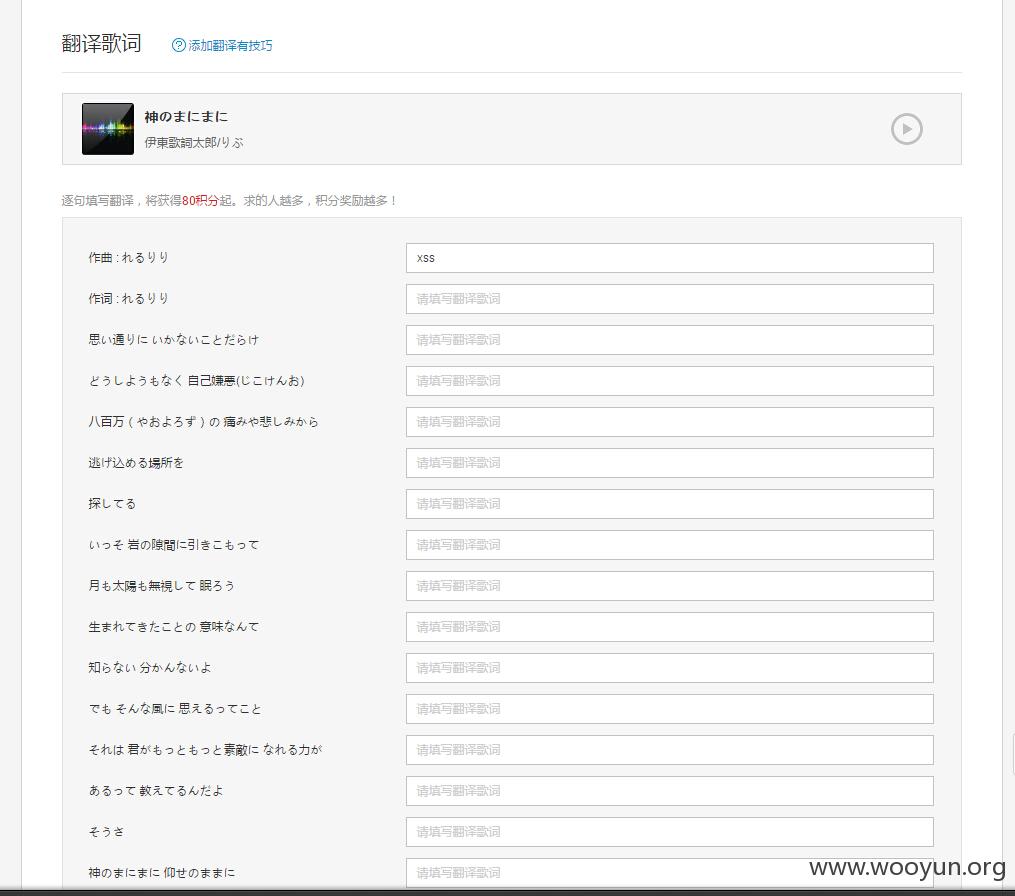 翻译歌词 ?添加翻译有技巧
神のまにまに
伊東歌詞太郎/りぶ
逐句填写翻译，将获得80积分起。求的人越多，积分奖励越多！
作曲 : れるりり xss
作词 : れるりり 请填写翻译歌词
思い通りに いかないことだらけ 请填写翻译歌词
どうしようもなく 自己嫌悪(じこけんお) 请填写翻译歌词
八百万（やおよろず）の 痛みや悲しみから 请填写翻译歌词
逃げ込める場所を 请填写翻译歌词
探してる 请填写翻译歌词
いっそ 岩の隙間に引きこもって 请填写翻译歌词
月も太陽も無視して 眠ろう 请填写翻译歌词
生まれてきたことの 意味なんて 请填写翻译歌词
知らない 分かんないよ 请填写翻译歌词
でも そんな風に 思えるってこと 请填写翻译歌词
それは 君がもっともっと素敵に なれる力が 请填写翻译歌词
あるって 教えてるんだよ 请填写翻译歌词
そうさ 请填写翻译歌词
神のまにまに 仰せのままに 请填写翻译歌词
www.wooyun.org